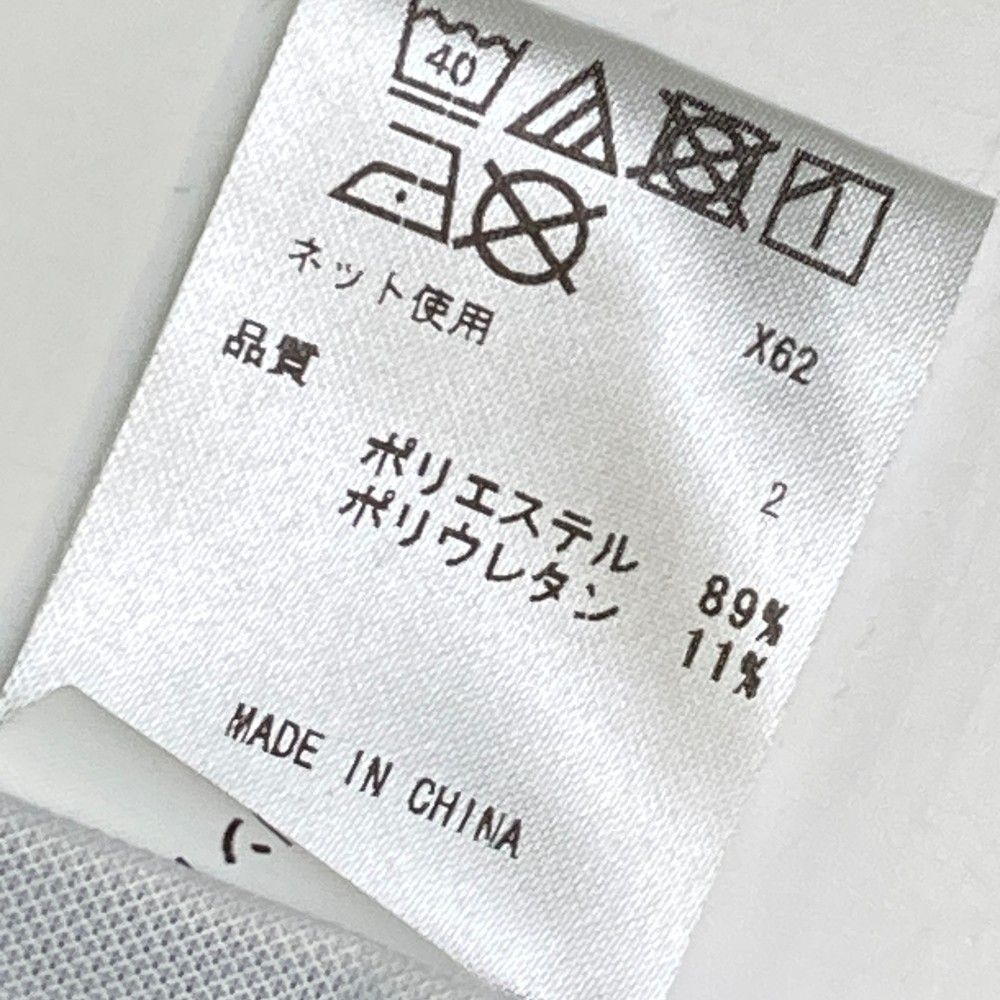 40
ネット使用
X62
品質
2
ポリエステル 89%
ポリウレタン 11%
MADE IN CHINA